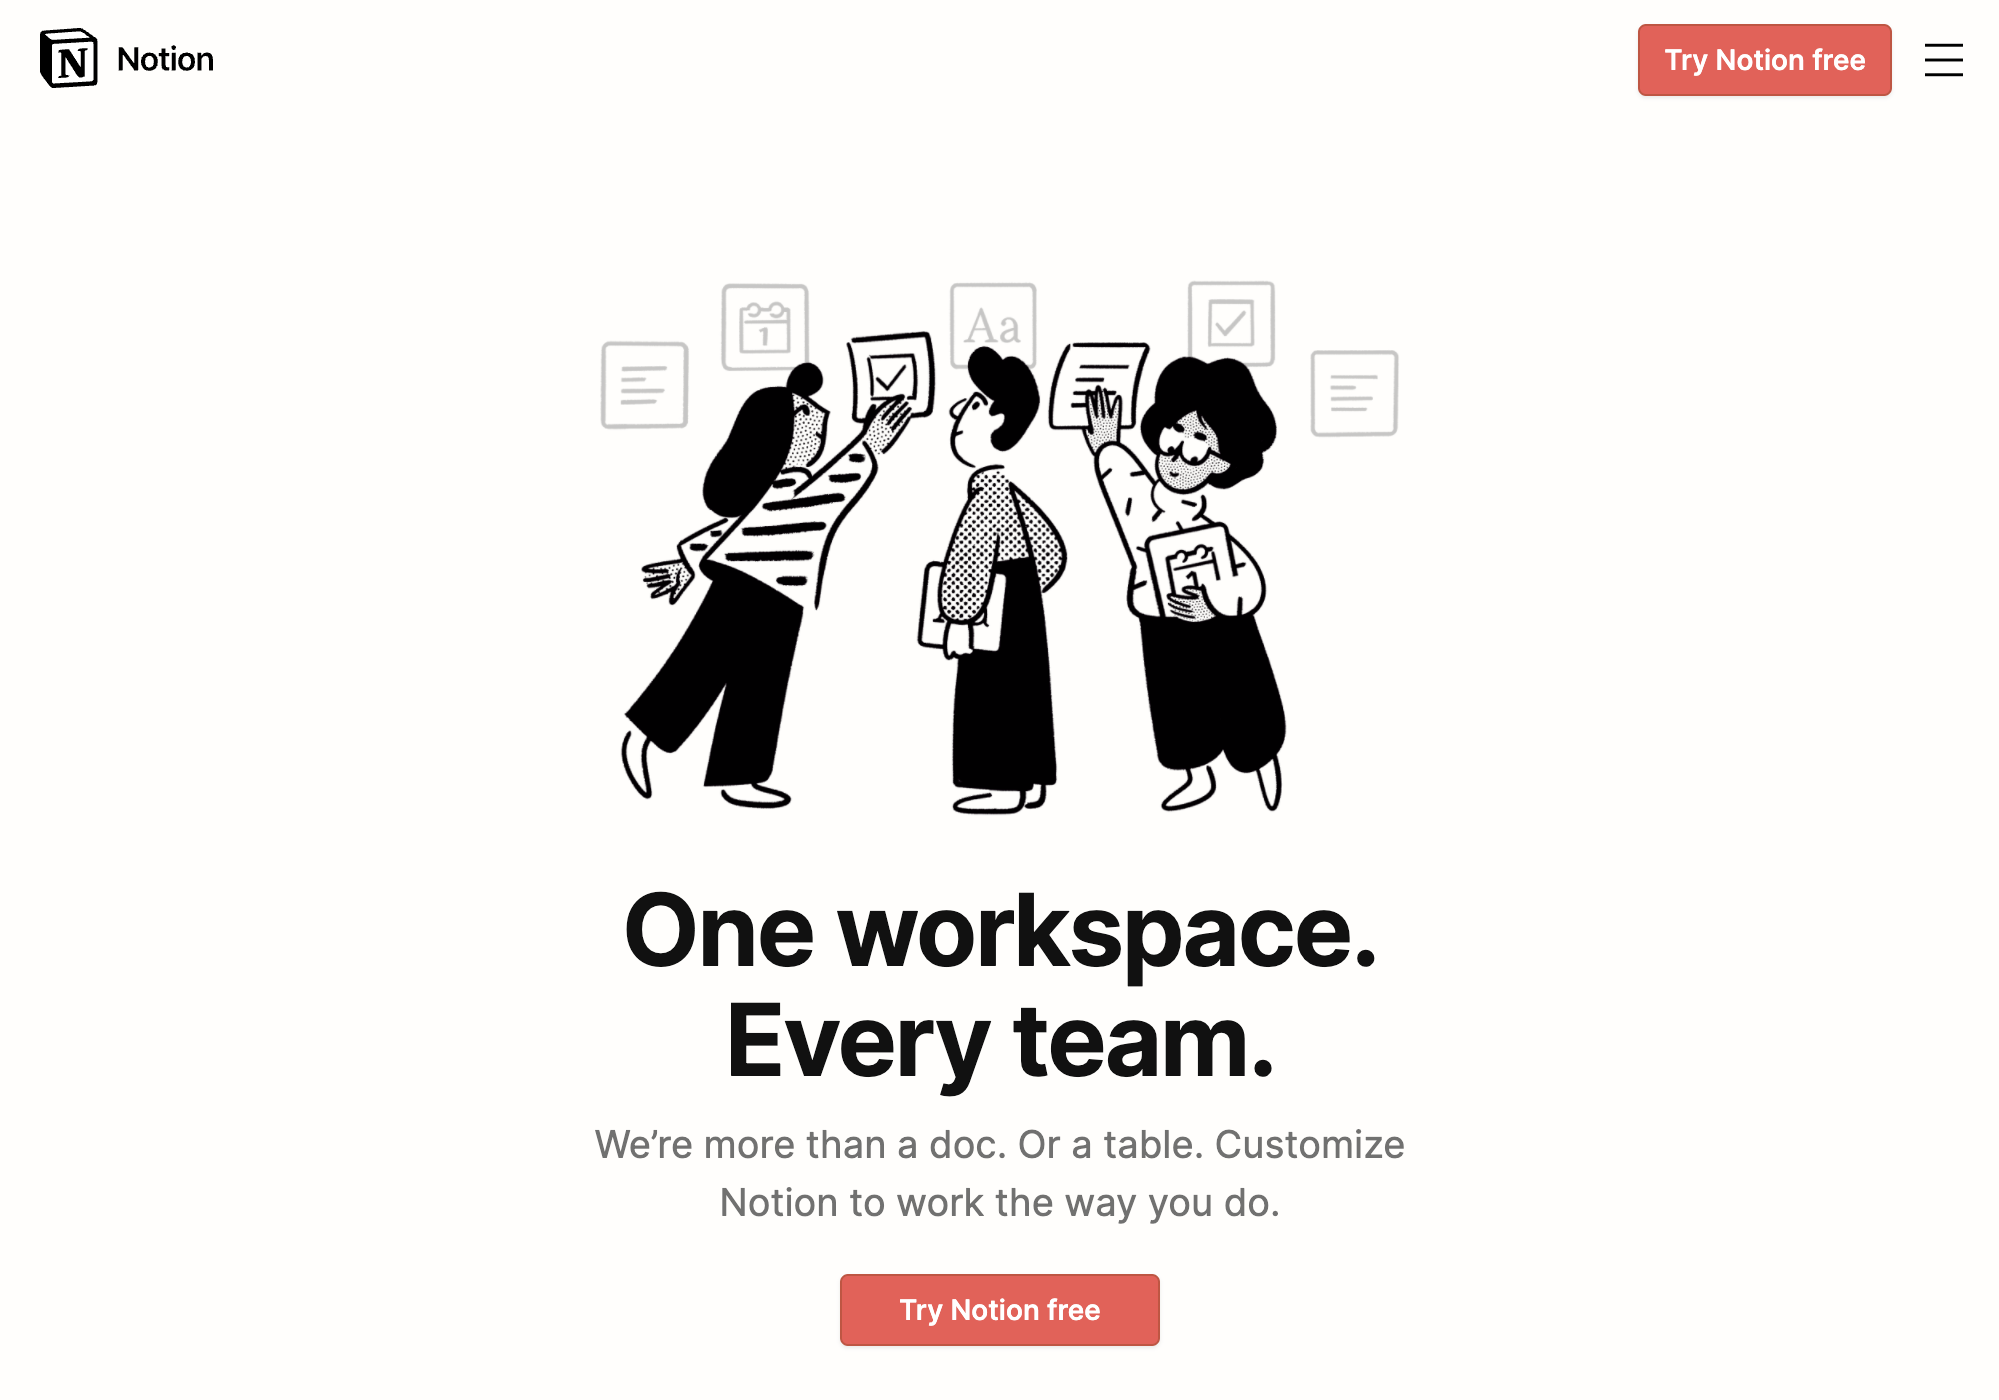 N Notion
Try Notion free
1
Aa
1
One workspace.
Every team.
We’re more than a doc. Or a table. Customize
Notion to work the way you do.
Try Notion free